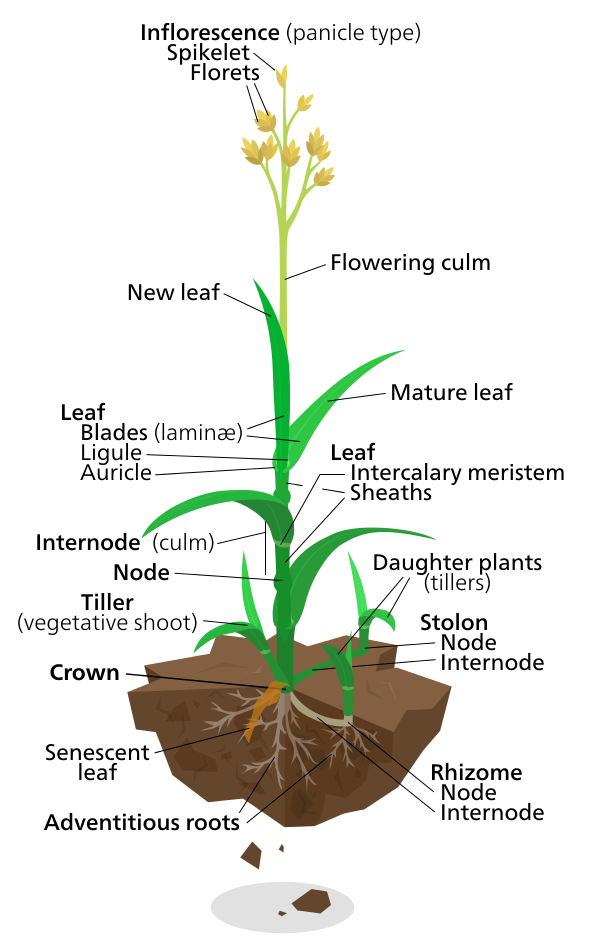 Inflorescence (panicle type)
Spikelet
Florets
Flowering culm
New leaf
Mature leaf
Leaf
Blades (laminæ)
Ligule
Auricle
Leaf
Intercalary meristem
Sheaths
Internode (culm)
Node
Daughter plants
(tillers)
Tiller
(vegetative shoot)
Stolon
Node
Internode
Crown
Senescent
leaf
Rhizome
Node
Internode
Adventitious roots